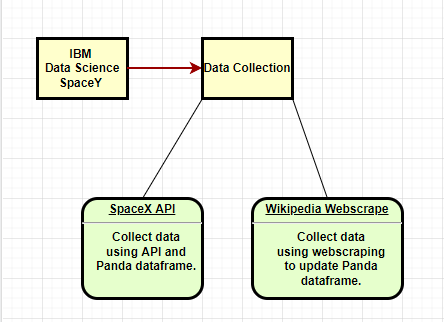 IBM
Data Science
SpaceY
Data Collection
SpaceX API
Collect data
using API and
Panda dataframe.
Wikipedia Webscrape
Collect data
using webscraping
to update Panda
dataframe.